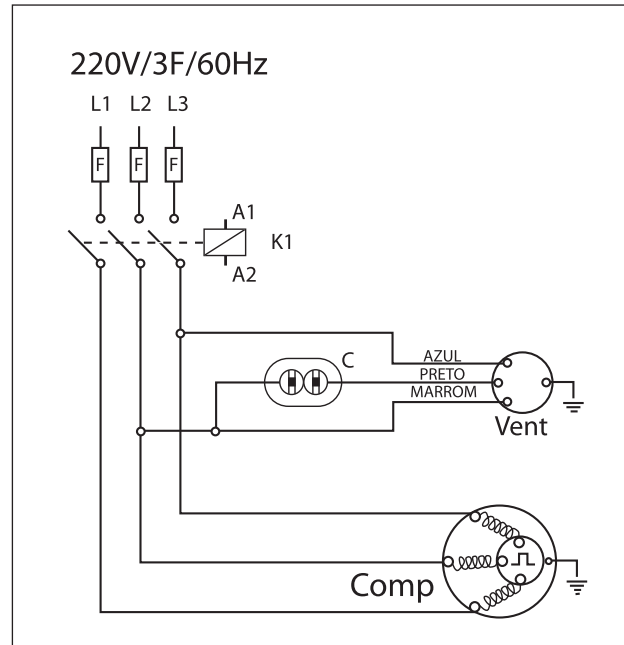 220V/3F/60Hz
L1 L2 L3
F F F
A1
K1
A2
C
AZUL
PRETO
MARROM
Vent
Comp